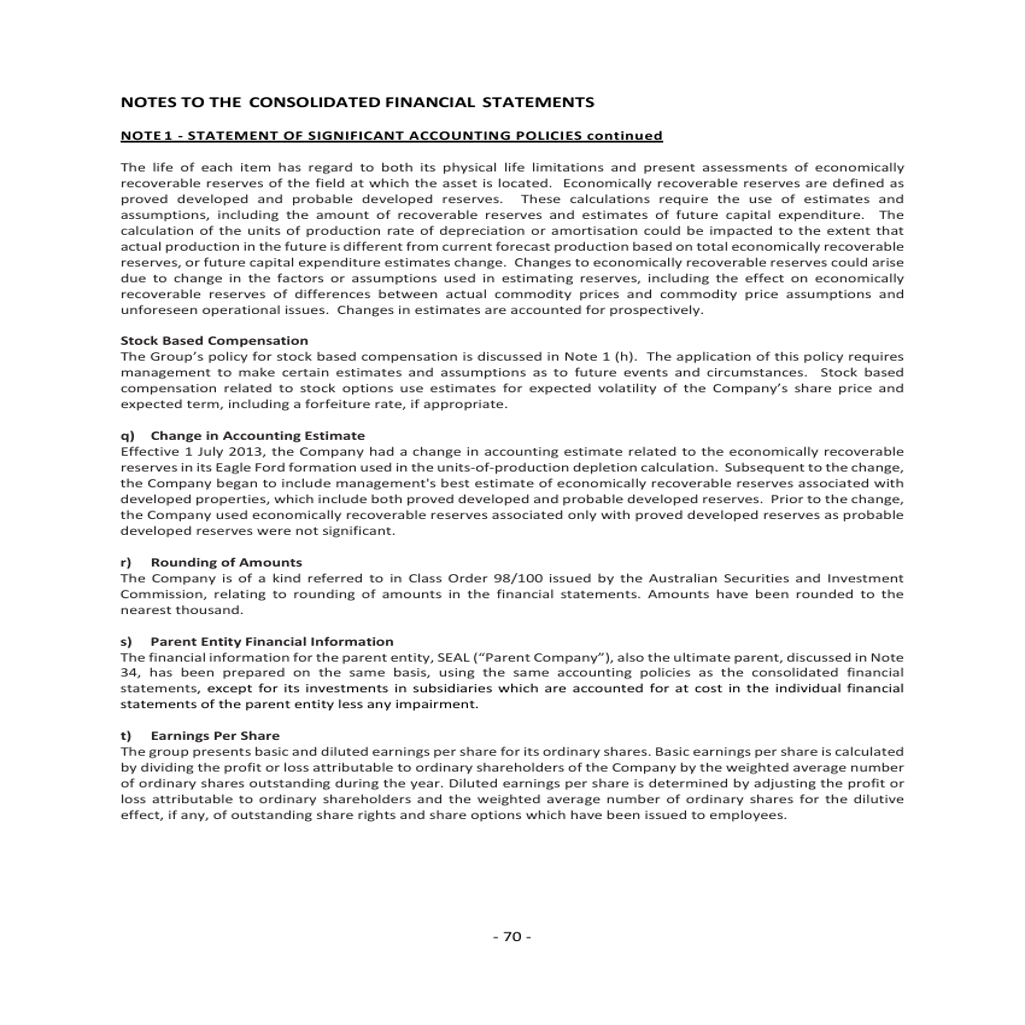 NOTES TO THE CONSOLIDATED FINANCIAL STATEMENTS
NOTE 1 - STATEMENT OF SIGNIFICANT ACCOUNTING POLICIES continued
The life of each item has regard to both its physical life limitations and present assessments of economically
recoverable reserves of the field at which the asset is located. Economically recoverable reserves are defined as
proved developed and probable developed reserves. These calculations require the use of estimates and
assumptions, including the amount of recoverable reserves and estimates of future capital expenditure. The
calculation of the units of production rate of depreciation or amortisation could be impacted to the extent that
actual production in the future is different from current forecast production based on total economically recoverable
reserves, or future capital expenditure estimates change. Changes to economically recoverable reserves could arise
due to change in the factors or assumptions used in estimating reserves, including the effect on economically
recoverable reserves of differences between actual commodity prices and commodity price assumptions and
unforeseen operational issues. Changes in estimates are accounted for prospectively.
Stock Based Compensation
The Group’s policy for stock based compensation is discussed in Note 1 (h). The application of this policy requires
management to make certain estimates and assumptions as to future events and circumstances. Stock based
compensation related to stock options use estimates for expected volatility of the Company’s share price and
expected term, including a forfeiture rate, if appropriate.
q) Change in Accounting Estimate
Effective 1 July 2013, the Company had a change in accounting estimate related to the economically recoverable
reserves in its Eagle Ford formation used in the units-of-production depletion calculation. Subsequent to the change,
the Company began to include management's best estimate of economically recoverable reserves associated with
developed properties, which include both proved developed and probable developed reserves. Prior to the change,
the Company used economically recoverable reserves associated only with proved developed reserves as probable
developed reserves were not significant.
r) Rounding of Amounts
The Company is of a kind referred to in Class Order 98/100 issued by the Australian Securities and Investment
Commission, relating to rounding of amounts in the financial statements. Amounts have been rounded to the
nearest thousand.
s) Parent Entity Financial Information
The financial information for the parent entity, SEAL (“Parent Company”), also the ultimate parent, discussed in Note
34, has been prepared on the same basis, using the same accounting policies as the consolidated financial
statements, except for its investments in subsidiaries which are accounted for at cost in the individual financial
statements of the parent entity less any impairment.
t) Earnings Per Share
The group presents basic and diluted earnings per share for its ordinary shares. Basic earnings per share is calculated
by dividing the profit or loss attributable to ordinary shareholders of the Company by the weighted average number
of ordinary shares outstanding during the year. Diluted earnings per share is determined by adjusting the profit or
loss attributable to ordinary shareholders and the weighted average number of ordinary shares for the dilutive
effect, if any, of outstanding share rights and share options which have been issued to employees.
- 70 -